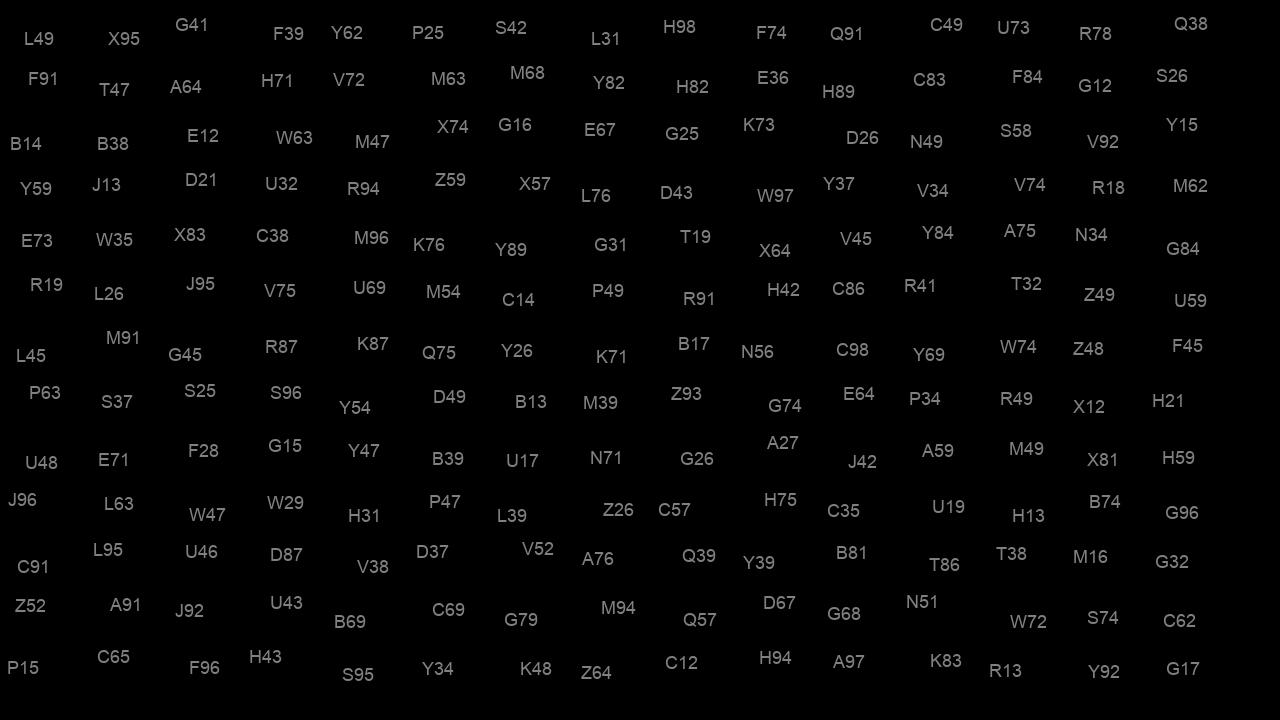 L49 X95 G41 F39 Y62 P25 S42 L31 H98 F74 Q91 C49 U73 R78 Q38
F91 T47 A64 H71 V72 M63 M68 Y82 H82 E36 H89 C83 F84 G12 S26
B14 B38 E12 W63 M47 X74 G16 E67 G25 K73 D26 N49 S58 V92 Y15
Y59 J13 D21 U32 R94 Z59 X57 L76 D43 W97 Y37 V34 V74 R18 M62
E73 W35 X83 C38 M96 K76 Y89 G31 T19 X64 V45 Y84 A75 N34 G84
R19 L26 J95 V75 U69 M54 C14 P49 R91 H42 C86 R41 T32 Z49 U59
L45 M91 G45 R87 K87 Q75 Y26 K71 B17 N56 C98 Y69 W74 Z48 F45
P63 S37 S25 S96 Y54 D49 B13 M39 Z93 G74 E64 P34 R49 X12 H21
U48 E71 F28 G15 Y47 B39 U17 N71 G26 A27 J42 A59 M49 X81 H59
J96 L63 W47 W29 H31 P47 L39 Z26 C57 H75 C35 U19 H13 B74 G96
C91 L95 U46 D87 V38 D37 V52 A76 Q39 Y39 B81 T86 T38 M16 G32
Z52 A91 J92 U43 B69 C69 G79 M94 Q57 D67 G68 N51 W72 S74 C62
P15 C65 F96 H43 S95 Y34 K48 Z64 C12 H94 A97 K83 R13 Y92 G17